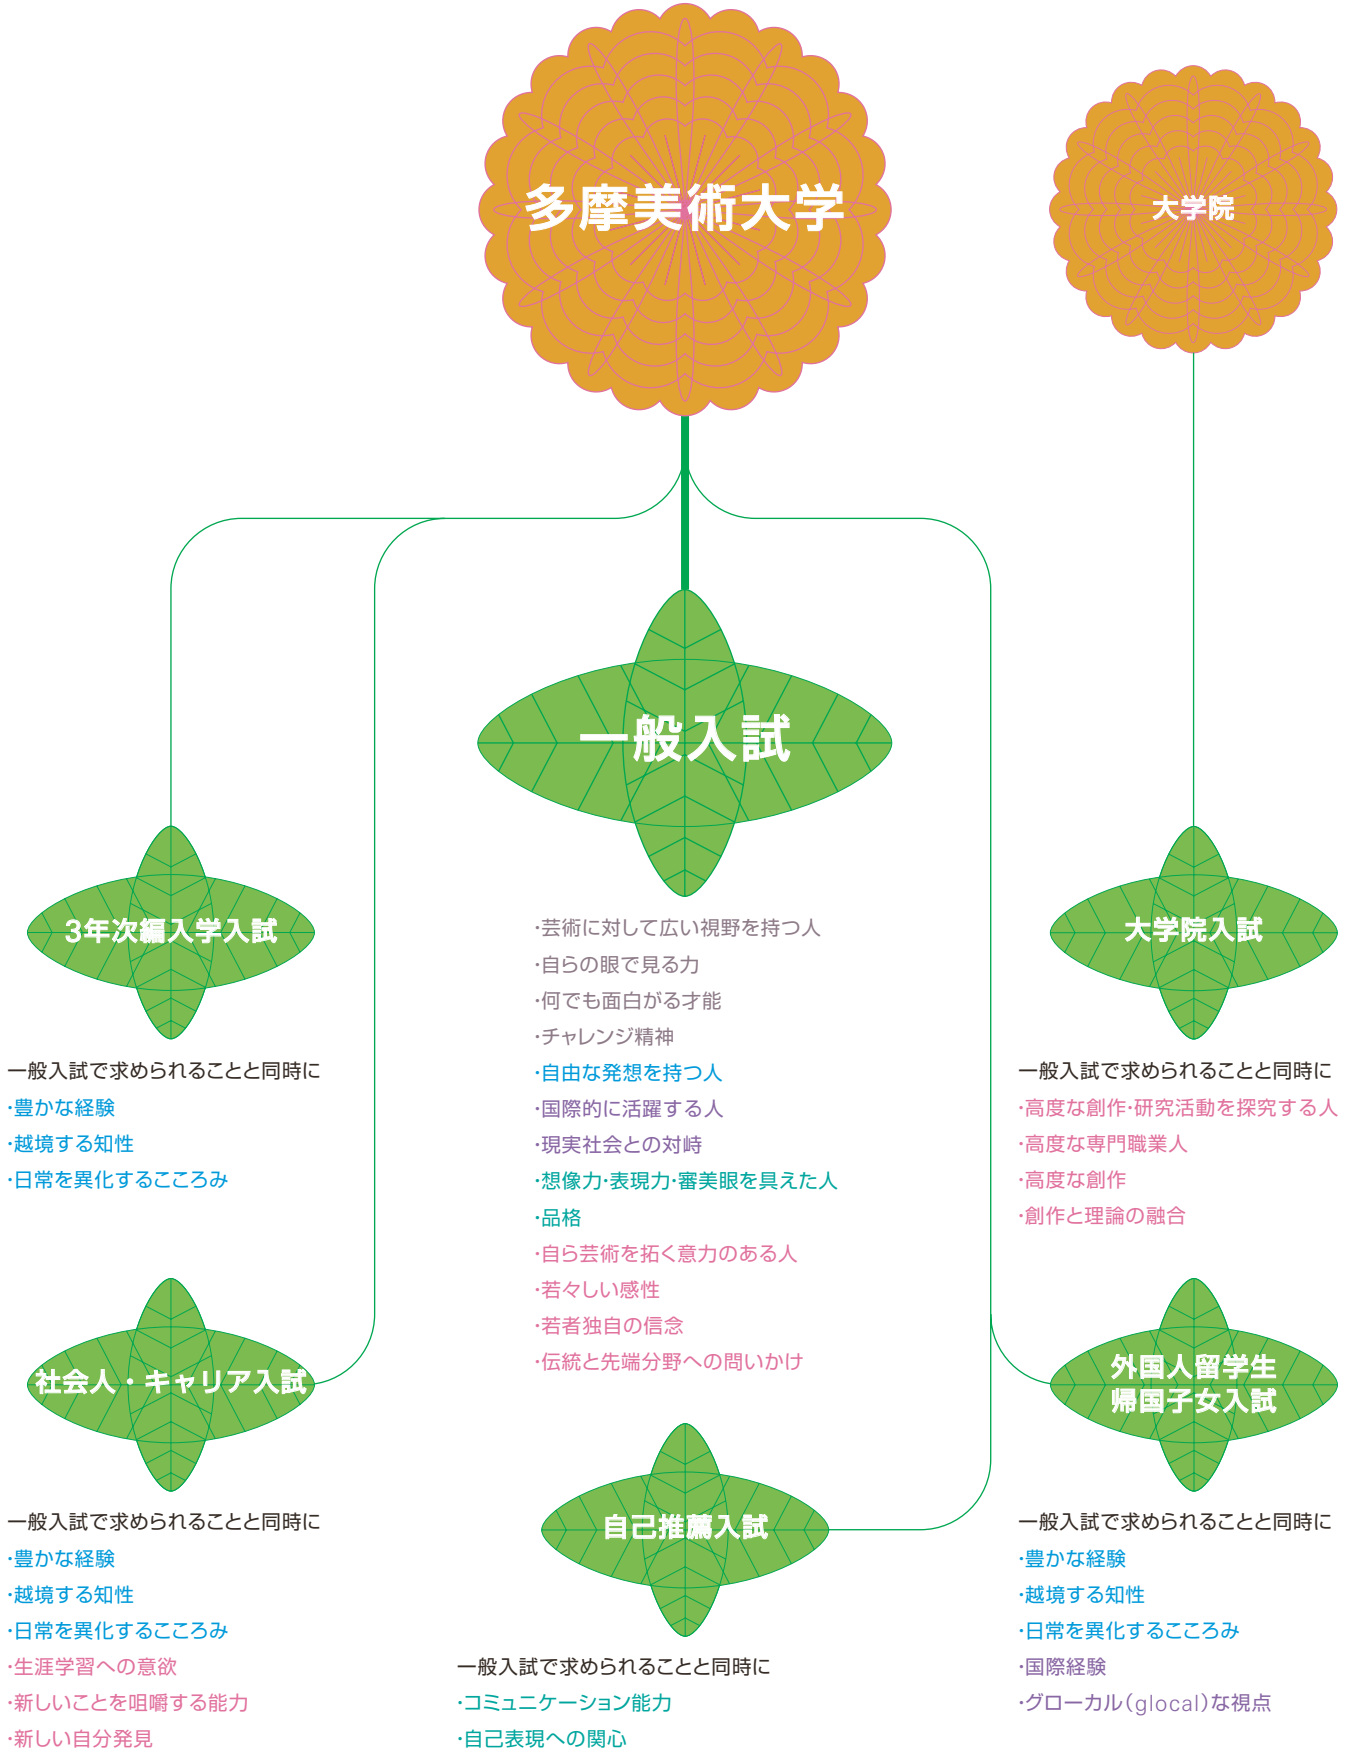 多摩美術大学
大学院
一般入試
・芸術に対して広い視野を持つ人
・自らの眼で見る力
・何でも面白がる才能
・チャレンジ精神
・自由な発想を持つ人
・国際的に活躍する人
・現実社会との対峙
・想像力・表現力・審美眼を具えた人
・品格
・自ら芸術を拓く意力のある人
・若々しい感性
・若者独自の信念
・伝統と先端分野への問いかけ
3年次編入学入試
一般入試で求められることと同時に
・豊かな経験
・越境する知性
・日常を異化するこころみ
大学院入試
一般入試で求められることと同時に
・高度な創作・研究活動を探究する人
・高度な専門職業人
・高度な創作
・創作と理論の融合
社会人・キャリア入試
一般入試で求められることと同時に
・豊かな経験
・越境する知性
・日常を異化するこころみ
・生涯学習への意欲
・新しいことを咀嚼する能力
・新しい自分発見
自己推薦入試
一般入試で求められることと同時に
・コミュニケーション能力
・自己表現への関心
外国人留学生
帰国子女入試
一般入試で求められることと同時に
・豊かな経験
・越境する知性
・日常を異化するこころみ
・国際経験
・グローカル(glocal)な視点